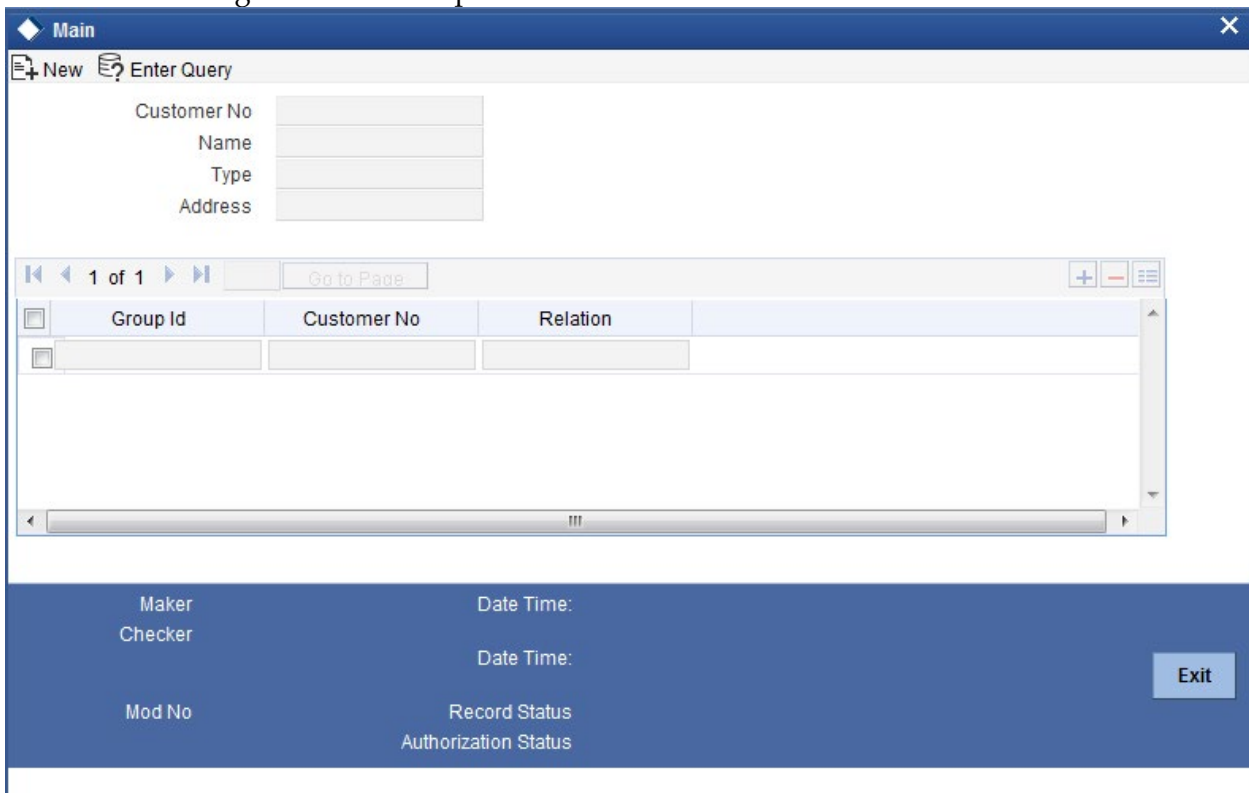 Main
New Enter Query
Customer No
Name
Type
Address
1 of 1 Go to Page
Group Id Customer No Relation
Maker Date Time:
Checker
Date Time:
Exit
Mod No Record Status
Authorization Status